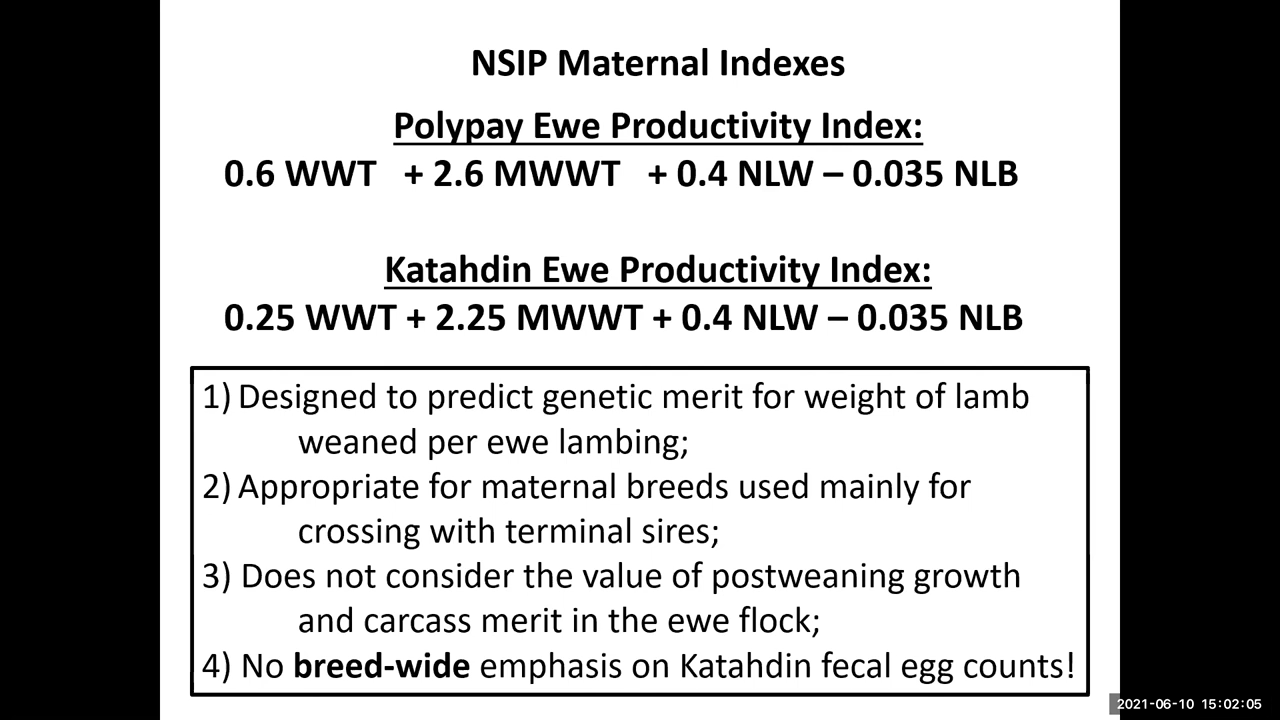 NSIP Maternal Indexes
Polypay Ewe Productivity Index:
0.6 WWT + 2.6 MWWT + 0.4 NLW – 0.035 NLB
Katahdin Ewe Productivity Index:
0.25 WWT + 2.25 MWWT + 0.4 NLW – 0.035 NLB
1) Designed to predict genetic merit for weight of lamb
weaned per ewe lambing;
2) Appropriate for maternal breeds used mainly for
crossing with terminal sires;
3) Does not consider the value of postweaning growth
and carcass merit in the ewe flock;
4) No breed-wide emphasis on Katahdin fecal egg counts!
2021-06-10 15:02:05